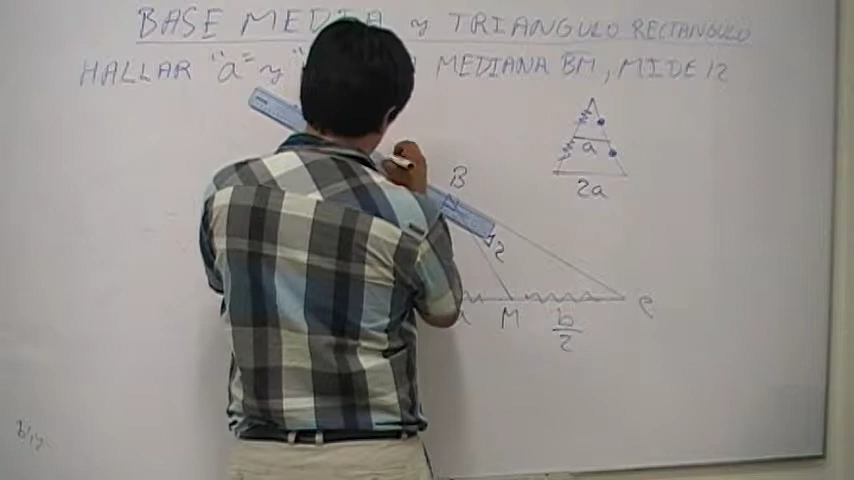 BASE MEDIA y TRIANGULO RECTANGULO
HALLAR "a" y " MEDIANA BM, MIDE 12
a
2a
B
12
M
b
2
C